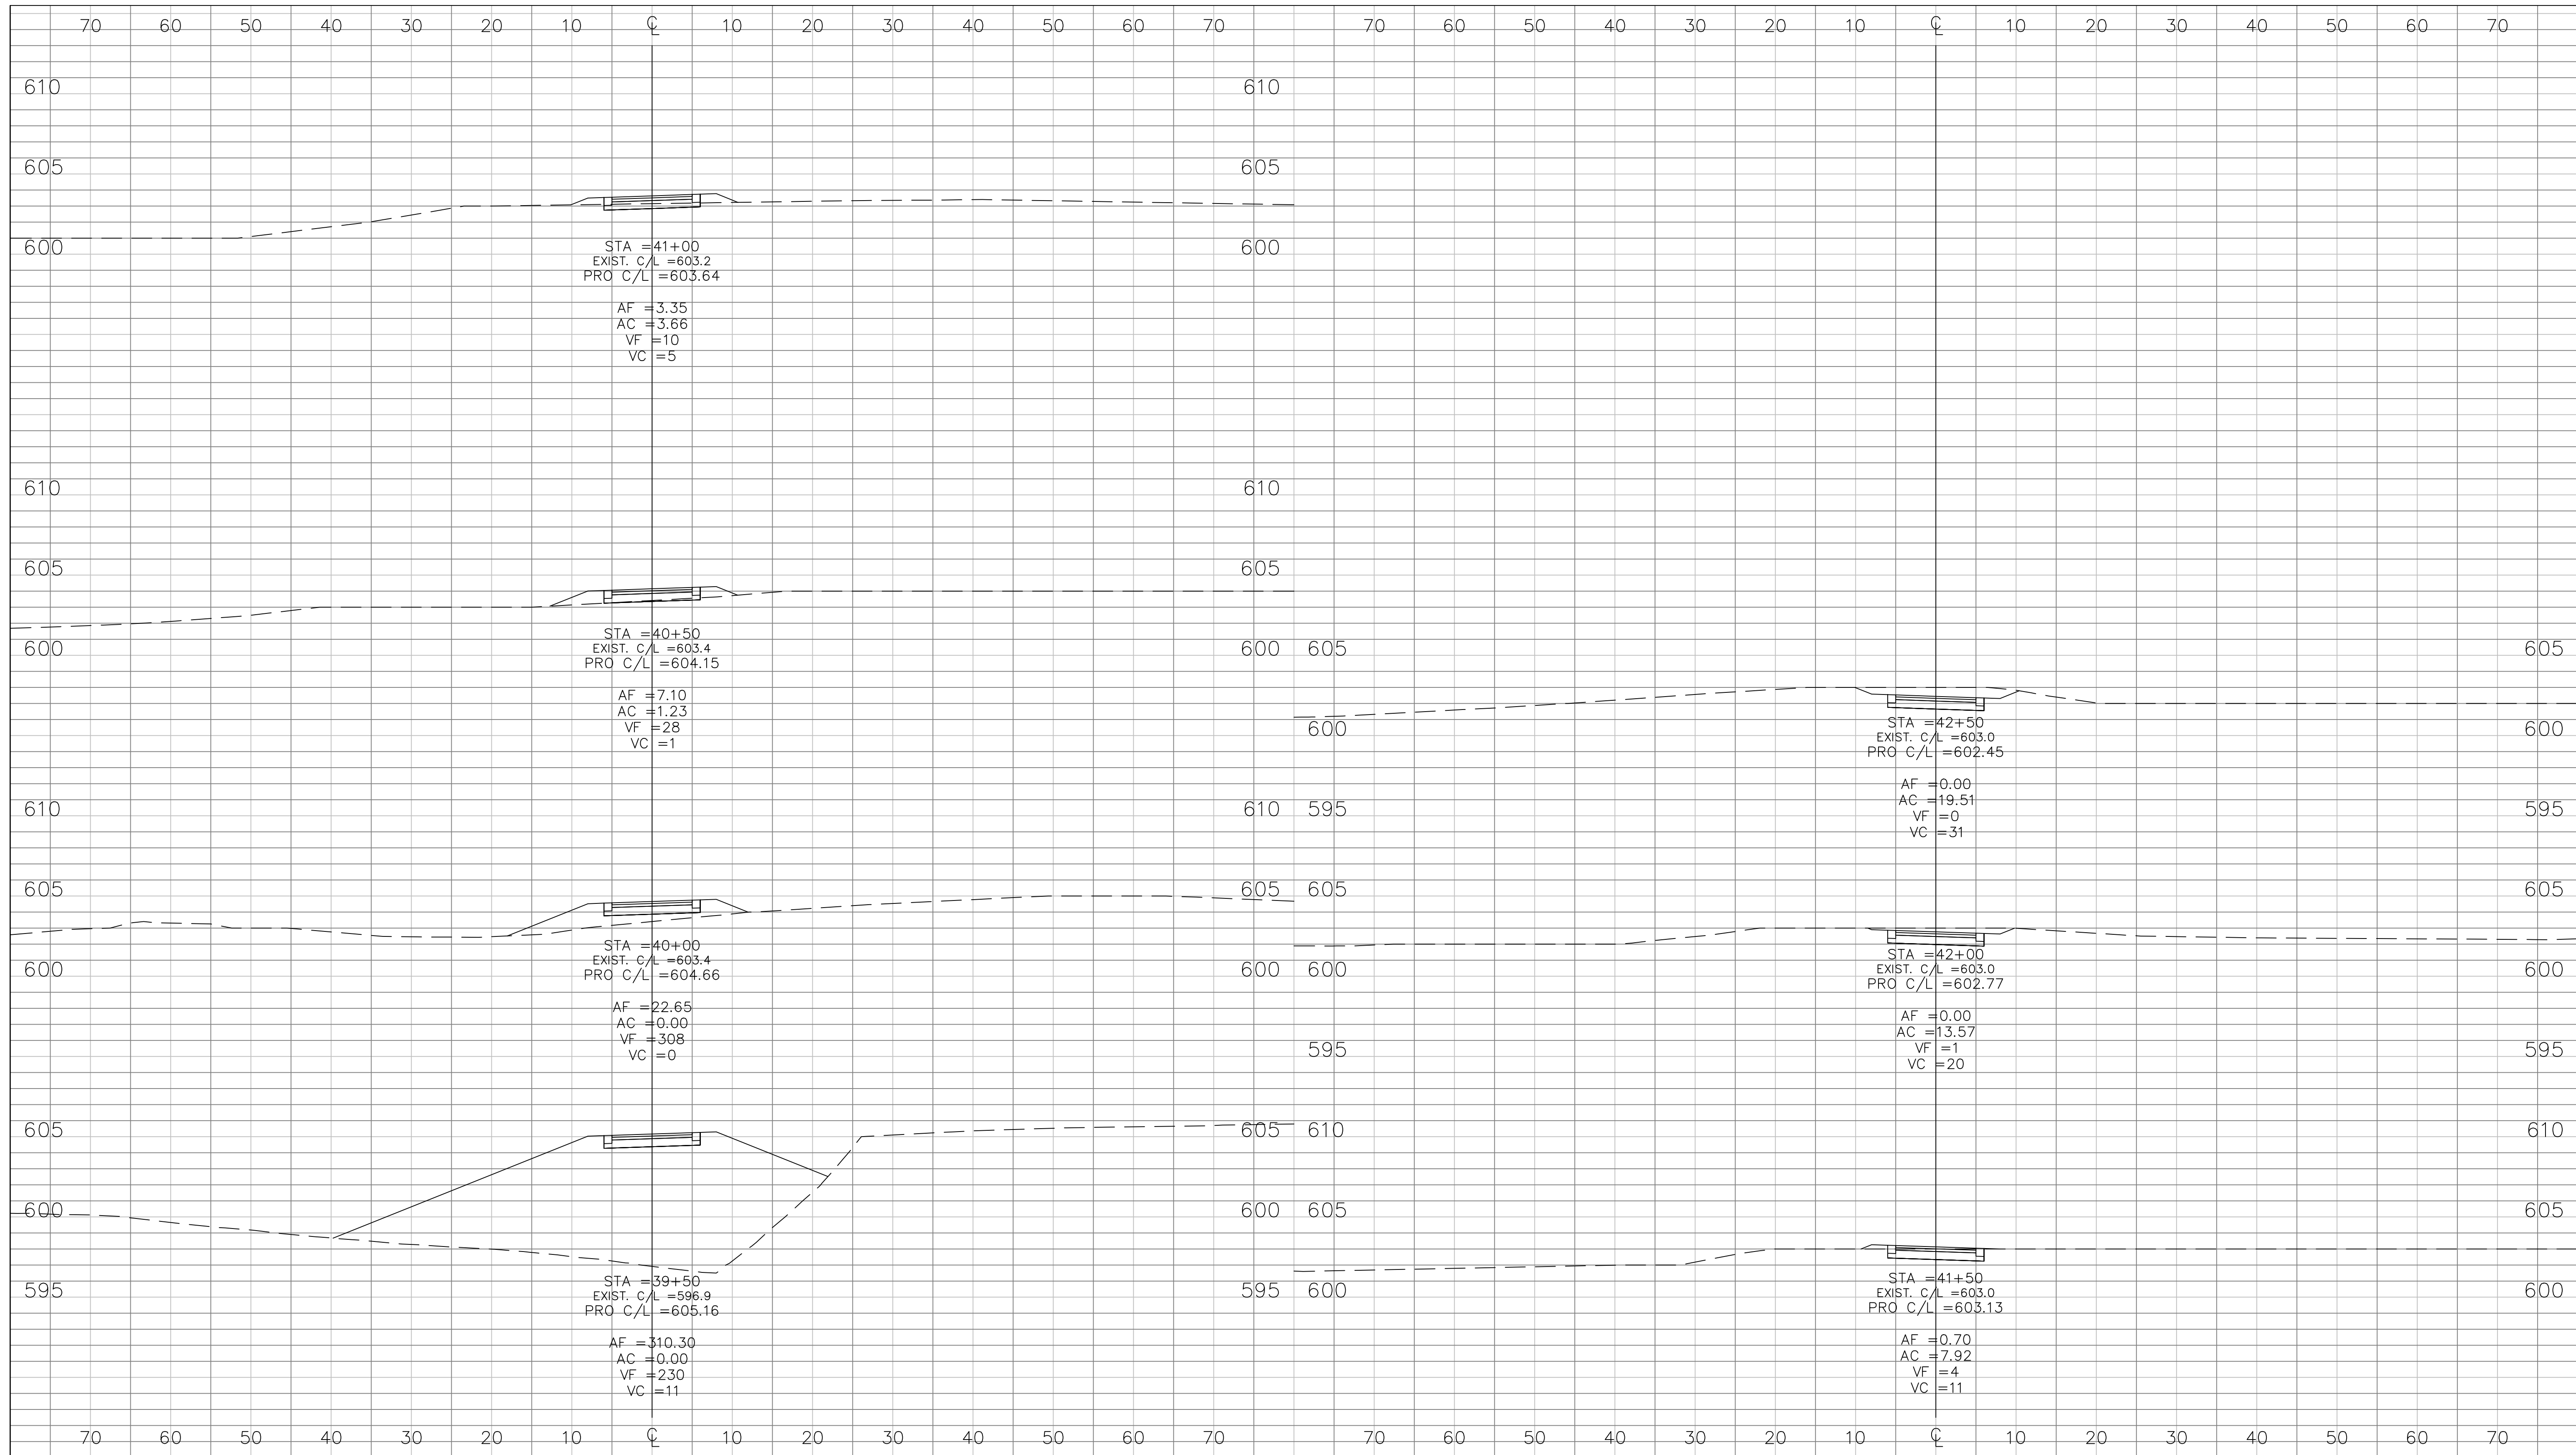 70 60 50 40 30 20 10 ℄ 10 20 30 40 50 60 70 70 60 50 40 30 20 10 ℄ 10 20 30 40 50 60 70
610 610
605 605
600 600
STA =41+00
EXIST. C/L =603.2
PRO C/L =603.64
AF =3.35
AC =3.66
VF =10
VC =5
610 610
605 605
600 600
STA =40+50
EXIST. C/L =603.4
PRO C/L =604.15
AF =7.10
AC =1.23
VF =28
VC =1
610 610
605 605
600 600
STA =40+00
EXIST. C/L =603.4
PRO C/L =604.66
AF =22.65
AC =0.00
VF =308
VC =0
605 605
600 600
595 595
STA =39+50
EXIST. C/L =596.9
PRO C/L =605.16
AF =310.30
AC =0.00
VF =230
VC =11
605 605
600 600
STA =42+50
EXIST. C/L =603.0
PRO C/L =602.45
595 595
AF =0.00
AC =19.51
VF =0
VC =31
605 605
600 600
STA =42+00
EXIST. C/L =603.0
PRO C/L =602.77
595 595
AF =0.00
AC =13.57
VF =1
VC =20
610 610
605 605
600 600
STA =41+50
EXIST. C/L =603.0
PRO C/L =603.13
AF =0.70
AC =7.92
VF =4
VC =11
70 60 50 40 30 20 10 ℄ 10 20 30 40 50 60 70 70 60 50 40 30 20 10 ℄ 10 20 30 40 50 60 70